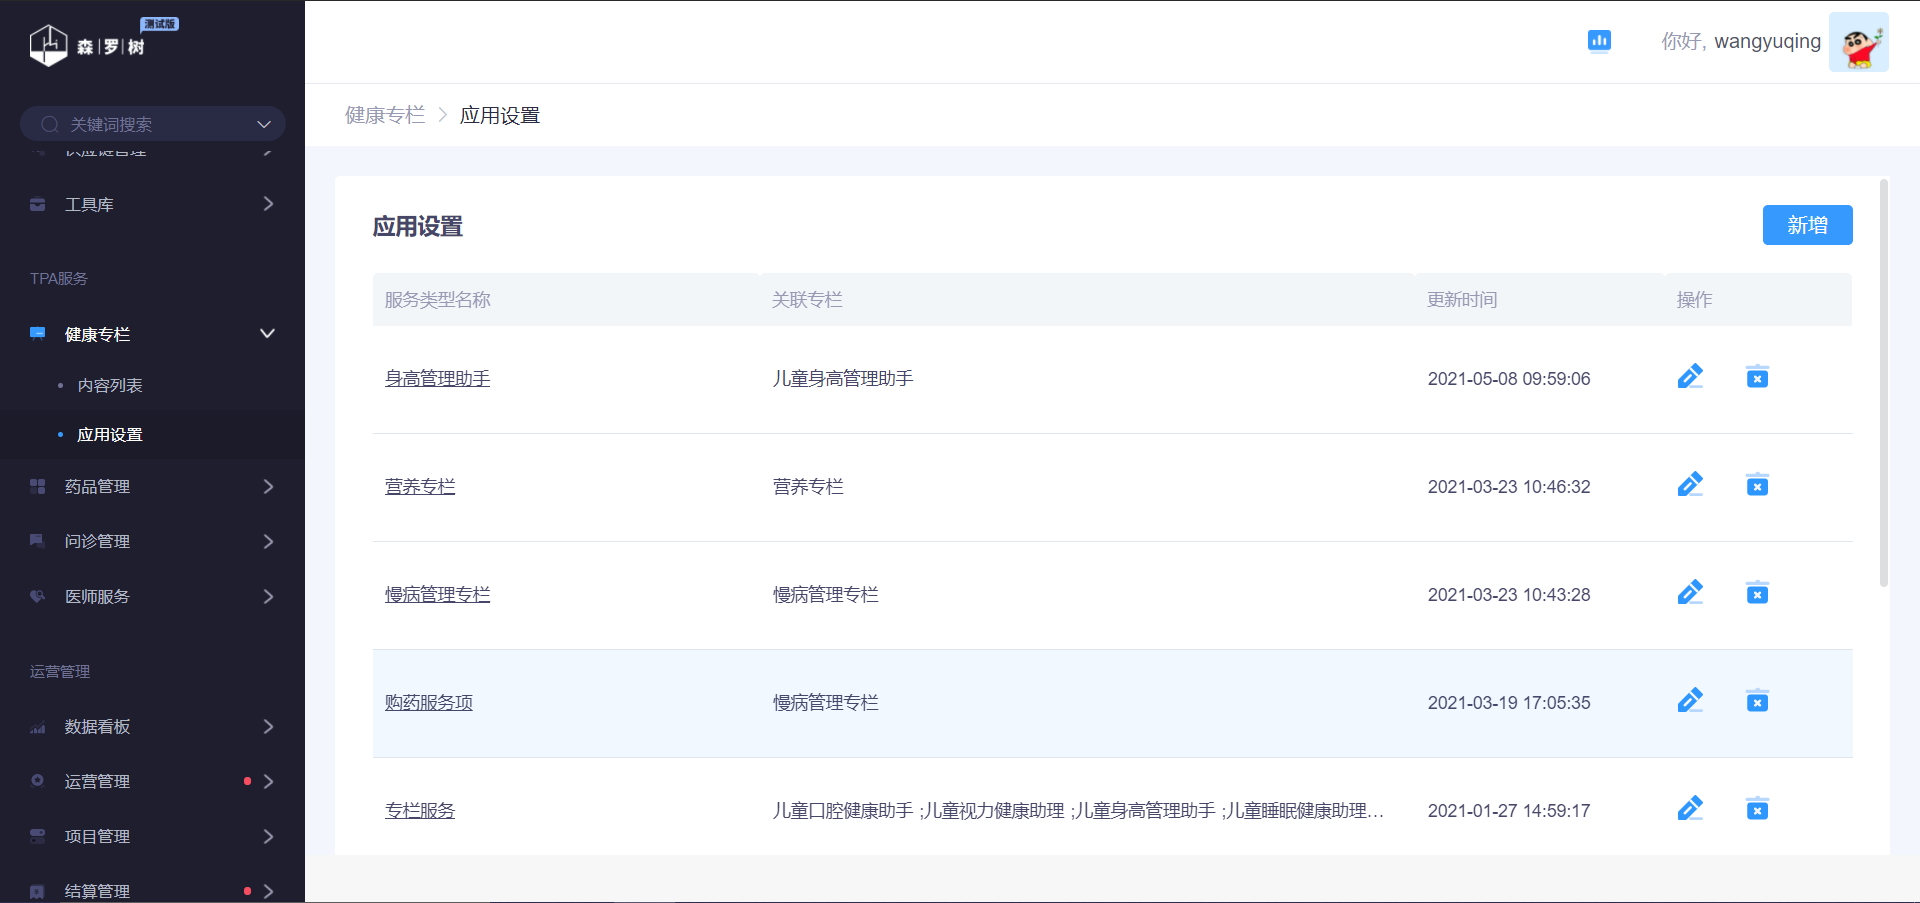 测试版
森|罗|树
你好, wangyuqing
关键词搜索
健康专栏 > 应用设置
供应链管理
工具库
TPA服务
健康专栏
内容列表
应用设置
药品管理
问诊管理
医师服务
运营管理
数据看板
运营管理
项目管理
结算管理
应用设置
新增
服务类型名称 关联专栏 更新时间 操作
身高管理助手 儿童身高管理助手 2021-05-08 09:59:06
营养专栏 营养专栏 2021-03-23 10:46:32
慢病管理专栏 慢病管理专栏 2021-03-23 10:43:28
购药服务项 慢病管理专栏 2021-03-19 17:05:35
专栏服务 儿童口腔健康助手 ;儿童视力健康助理 ;儿童身高管理助手 ;儿童睡眠健康助理... 2021-01-27 14:59:17